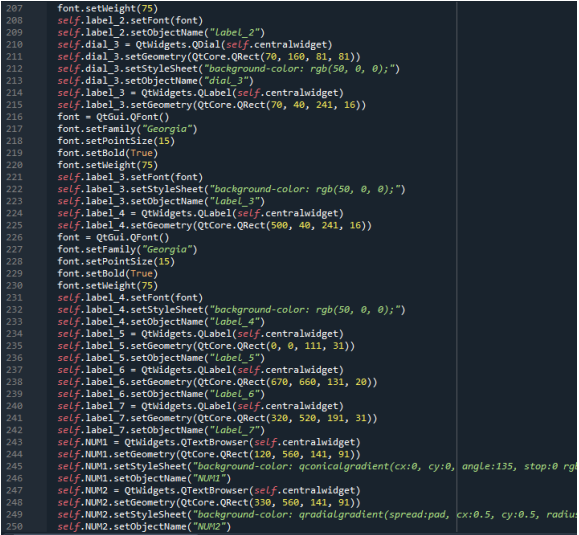 207 font.setWeight(75)
208 self.label_2.setFont(font)
209 self.label_2.setObjectName("label_2")
210 self.dial_3 = QtWidgets.QDial(self.centralwidget)
211 self.dial_3.setGeometry(QtCore.QRect(70, 160, 81, 81))
212 self.dial_3.setStyleSheet("background-color: rgb(50, 0, 0);")
213 self.dial_3.setObjectName("dial_3")
214 self.label_3 = QtWidgets.QLabel(self.centralwidget)
215 self.label_3.setGeometry(QtCore.QRect(70, 40, 241, 16))
216 font = QtGui.QFont()
217 font.setFamily("Georgia")
218 font.setPointSize(15)
219 font.setBold(True)
220 font.setWeight(75)
221 self.label_3.setFont(font)
222 self.label_3.setStyleSheet("background-color: rgb(50, 0, 0);")
223 self.label_3.setObjectName("label_3")
224 self.label_4 = QtWidgets.QLabel(self.centralwidget)
225 self.label_4.setGeometry(QtCore.QRect(500, 40, 241, 16))
226 font = QtGui.QFont()
227 font.setFamily("Georgia")
228 font.setPointSize(15)
229 font.setBold(True)
230 font.setWeight(75)
231 self.label_4.setFont(font)
232 self.label_4.setStyleSheet("background-color: rgb(50, 0, 0);")
233 self.label_4.setObjectName("label_4")
234 self.label_5 = QtWidgets.QLabel(self.centralwidget)
235 self.label_5.setGeometry(QtCore.QRect(0, 0, 111, 31))
236 self.label_5.setObjectName("label_5")
237 self.label_6 = QtWidgets.QLabel(self.centralwidget)
238 self.label_6.setGeometry(QtCore.QRect(670, 660, 131, 20))
239 self.label_6.setObjectName("label_6")
240 self.label_7 = QtWidgets.QLabel(self.centralwidget)
241 self.label_7.setGeometry(QtCore.QRect(320, 520, 191, 31))
242 self.label_7.setObjectName("label_7")
243 self.NUM1 = QtWidgets.QTextBrowser(self.centralwidget)
244 self.NUM1.setGeometry(QtCore.QRect(120, 560, 141, 91))
245 self.NUM1.setStyleSheet("background-color: qconicalgradient(cx:0, cy:0, angle:135, stop:0 rgb
246 self.NUM1.setObjectName("NUM1")
247 self.NUM2 = QtWidgets.QTextBrowser(self.centralwidget)
248 self.NUM2.setGeometry(QtCore.QRect(330, 560, 141, 91))
249 self.NUM2.setStyleSheet("background-color: qradialgradient(spread:pad, cx:0.5, cy:0.5, radius
250 self.NUM2.setObjectName("NUM2")